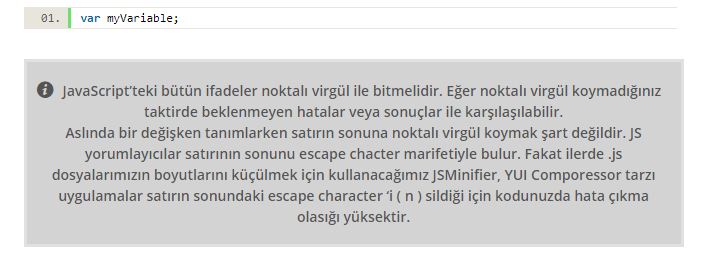 01. var myVariable;
JavaScript'teki bütün ifadeler noktalı virgül ile bitmelidir. Eğer noktalı virgül koymadığınız
taktirde beklenmeyen hatalar veya sonuçlar ile karşılaşılabilir.
Aslında bir değişken tanımlarken satırın sonuna noktalı virgül koymak şart değildir. JS
yorumlayıcılar satırının sonunu escape chacter marifetiyle bulur. Fakat ilerde .js
dosyalarımızın boyutlarını küçülmek için kullanacağımız JSMinifier, YUI Comporessor tarzı
uygulamalar satırın sonundaki escape character 'i ( n ) sildiği için kodunuzda hata çıkma
olasığı yüksektir.